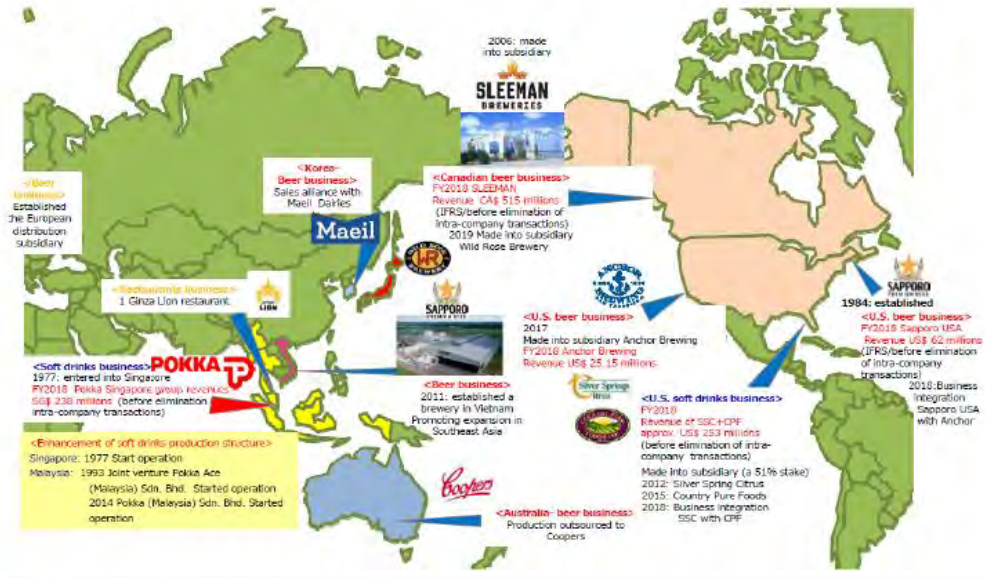 2006: made
into subsidiary
SLEEMAN
BREWERIES
<Korea-
Beer business>
Sales alliance with
Maeil Dairies
Maeil
<Canadian beer business>
FY2018 SLEEMAN
Revenue CA$ 515 millions
(IFRS/before elimination of
intra-company transactions)
2019 Made into subsidiary
Wild Rose Brewery
WILD ROSE
WR
BREWERY
<Beer
business>
Established
the European
distribution
subsidiary
<Restaurants business>
1 Ginza Lion restaurant
LION
<Soft drinks business>
1977: entered into Singapore
FY2018 Pokka Singapore group revenues
SG$ 238 millions (before elimination
intra-company transactions)
POKKA
SAPPORO
<Beer business>
2011: established a
brewery in Vietnam
Promoting expansion in
Southeast Asia
ANCHOR
BREWING
<U.S. beer business>
2017
Made into subsidiary Anchor Brewing
FY2018 Anchor Brewing
Revenue US$ 25.15 millions
SAPPORO
1984: established
<U.S. beer business>
FY2018 Sapporo USA
Revenue US$ 62 millions
(IFRS/before elimination
of intra-company
transactions)
2018:Business
integration
Sapporo USA
with Anchor
Silver Springs
Citrus
<U.S. soft drinks business>
FY2018
Revenue of SSC+CPF
approx. US$ 253 millions
(before elimination of intra-
company transactions)
Made into subsidiary (a 51% stake)
2012: Silver Spring Citrus
2015: Country Pure Foods
2018: Business integration
SSC with CPF
<Enhancement of soft drinks production structure>
Singapore: 1977 Start operation
Malaysia: 1993 Joint venture Pokka Ace
(Malaysia) Sdn. Bhd. Started operation
2014 Pokka (Malaysia) Sdn. Bhd. Started
operation
Coopers
<Australia- beer business>
Production outsourced to
Coopers